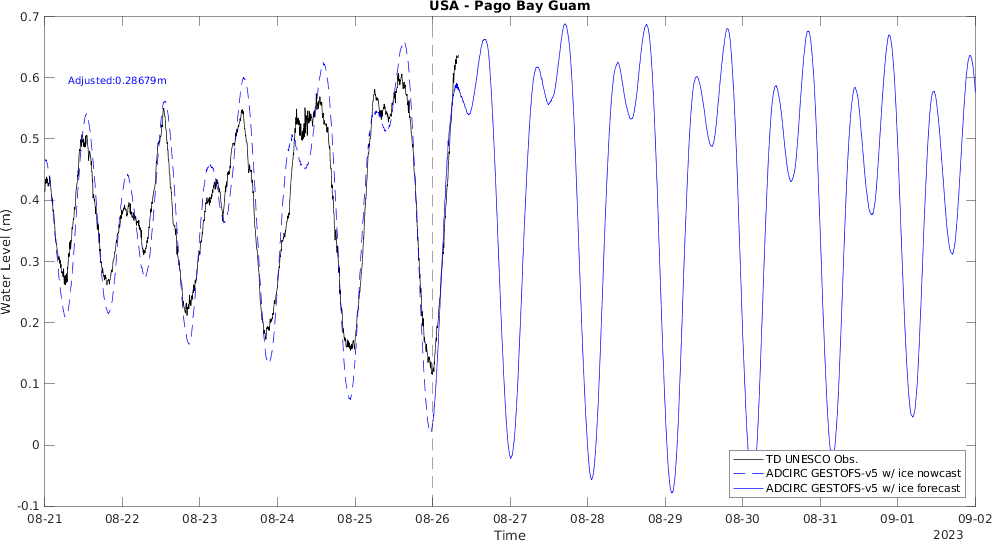 USA - Pago Bay Guam
Adjusted:0.28679m
Water Level (m)
0.7
0.6
0.5
0.4
0.3
0.2
0.1
0
-0.1
TD UNESCO Obs.
ADCIRC GESTOFS-v5 w/ ice nowcast
ADCIRC GESTOFS-v5 w/ ice forecast
08-21 08-22 08-23 08-24 08-25 08-26 08-27 08-28 08-29 08-30 08-31 09-01 09-02
Time
2023